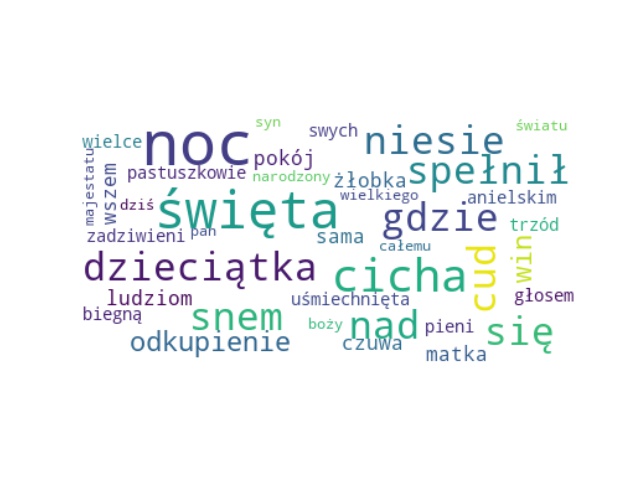 syn
swych
światu
wielce
noc
niesie
pokój
majestatu
wszem
pastuszkowie
narodzony
żłobka
spełnił
dziś
święta
wielkiego
anielskim
gdzie
trzód
zadziwieni
pan
sama
całemu
dzieciątka
cicha
cud
win
ludziom
uśmiechnięta
głosem
biegną
snem
boży
nad
pieni
się
odkupienie
czuwa
matka